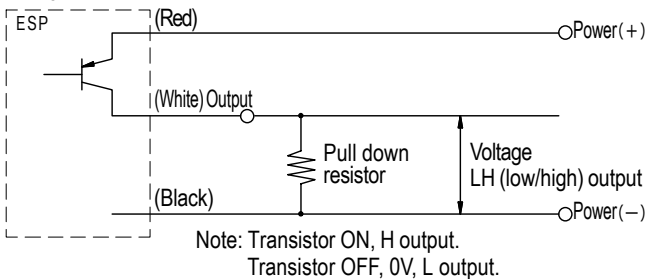 ESP
(Red)
Power(+)
(White) Output
Pull down
resistor
Voltage
LH (low/high) output
(Black)
Power(−)
Note: Transistor ON, H output.
Transistor OFF, 0V, L output.